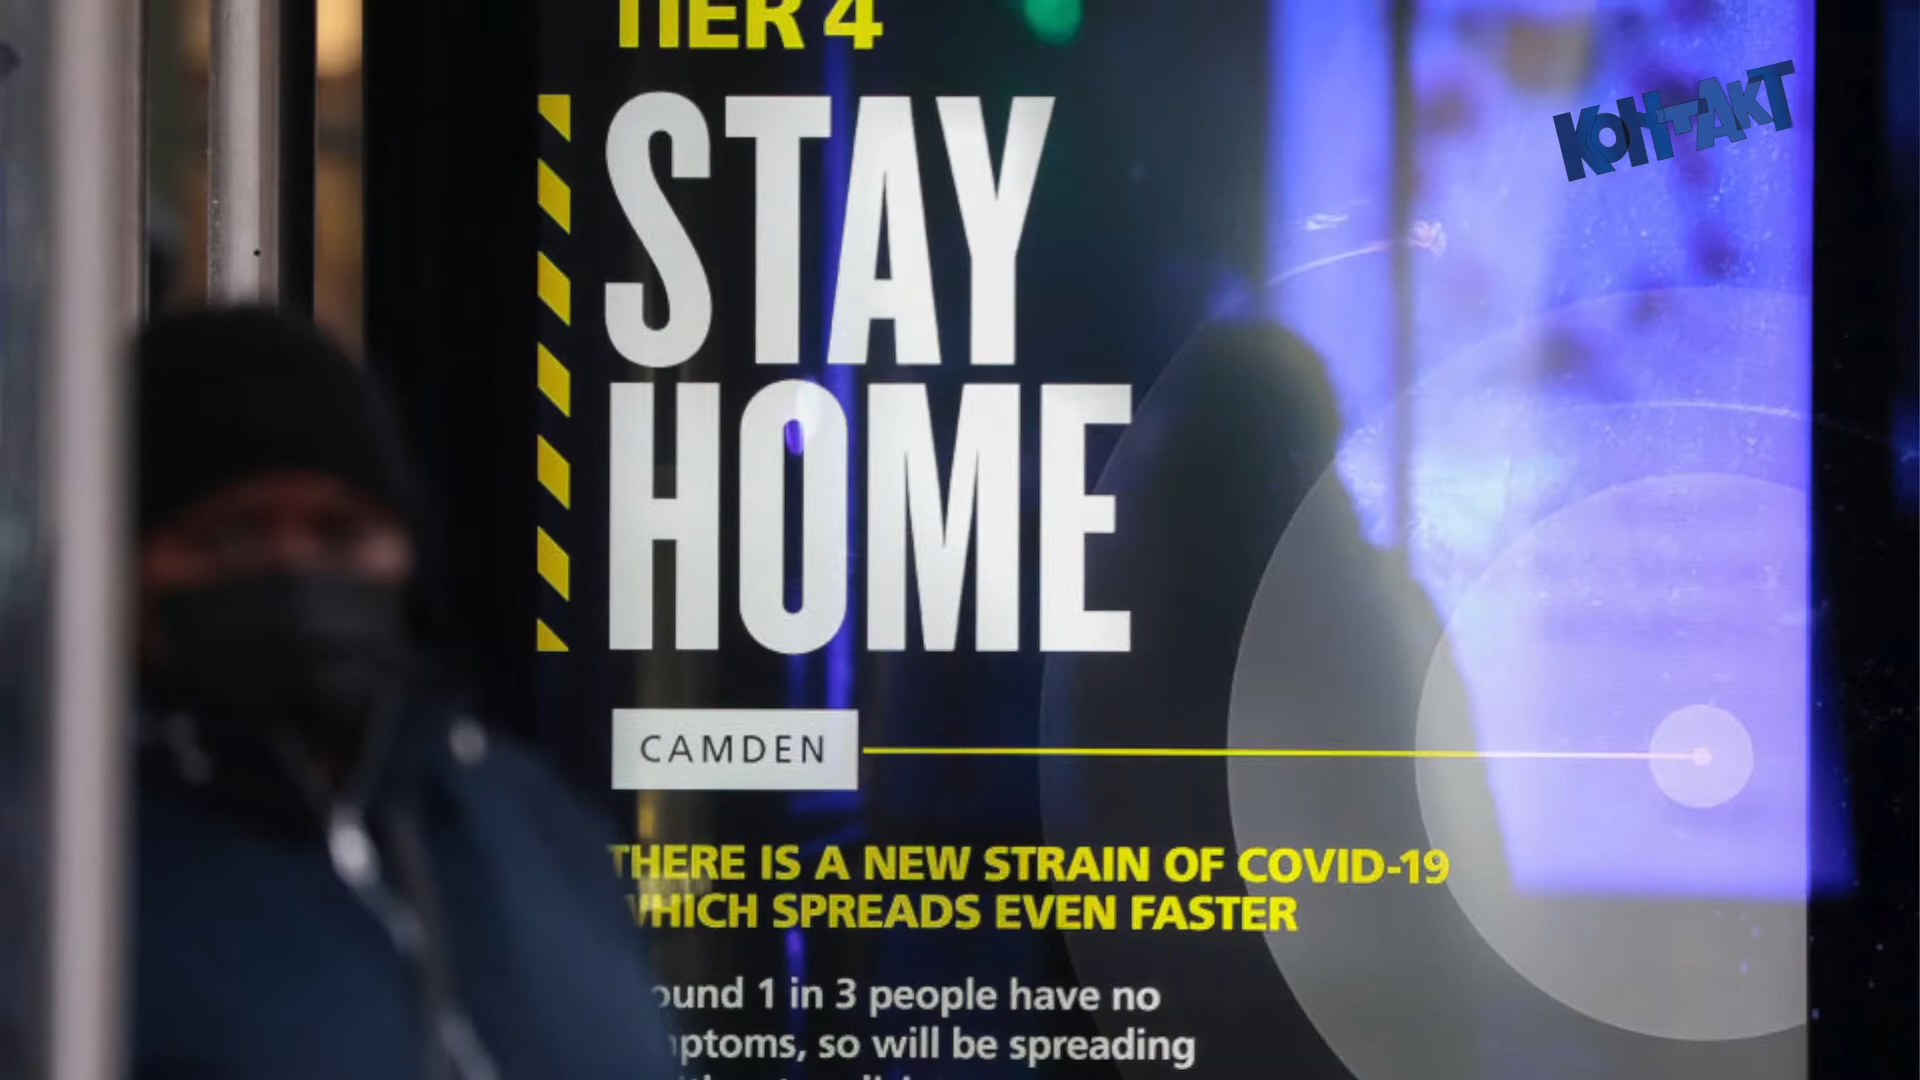 TIER 4
КОНТАКТ
STAY
HOME
CAMDEN
THERE IS A NEW STRAIN OF COVID-19
WHICH SPREADS EVEN FASTER
1 in 3 people have no
so will be spreading